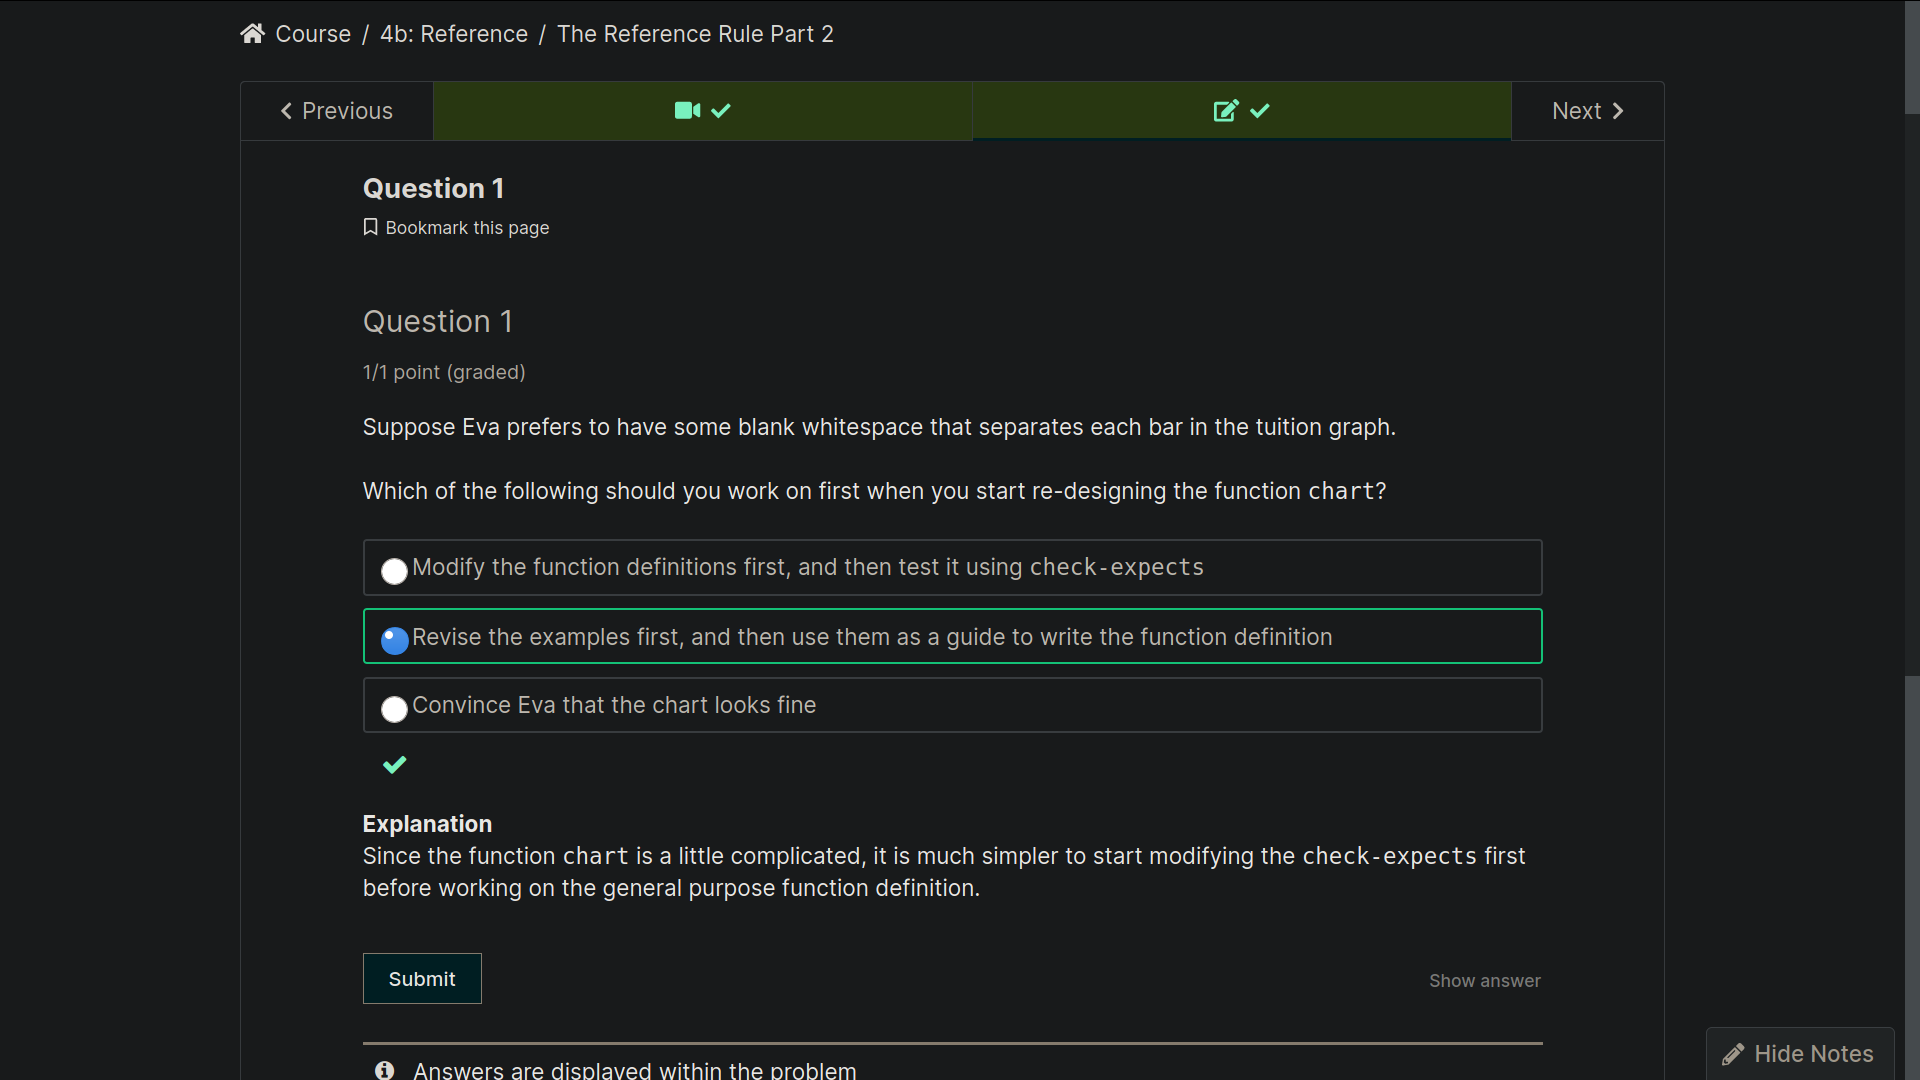 Course / 4b: Reference / The Reference Rule Part 2
Previous
Next
Question 1
Bookmark this page
Question 1
1/1 point (graded)
Suppose Eva prefers to have some blank whitespace that separates each bar in the tuition graph.
Which of the following should you work on first when you start re-designing the function chart?
Modify the function definitions first, and then test it using check-expects
Revise the examples first, and then use them as a guide to write the function definition
Convince Eva that the chart looks fine
Explanation
Since the function chart is a little complicated, it is much simpler to start modifying the check-expects first
before working on the general purpose function definition.
Submit
Show answer
Hide Notes
Answers are displayed within the problem